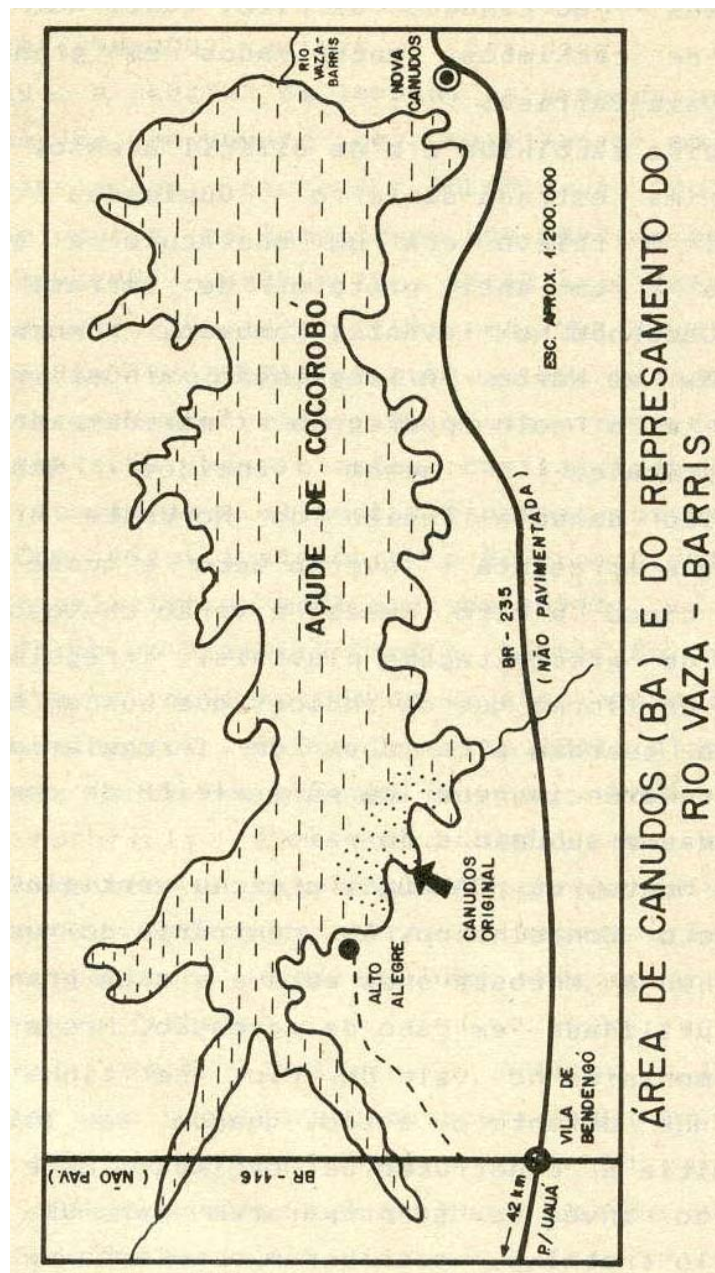 BR-116
( NÃO PAV.)
RIO
VAZA-
BARRIS
NOVA
CANUDOS
AÇUDE DE COCOROBÓ
ALTO
ALEGRE
CANUDOS
ORIGINAL
BR - 235
( NÃO PAVIMENTADA )
ESC. APROX. 1:200.000
42 km
P/ UAUÁ
VILA DE
BENDENGÓ
ÁREA DE CANUDOS (BA) E DO REPRESAMENTO DO
RIO VAZA - BARRIS